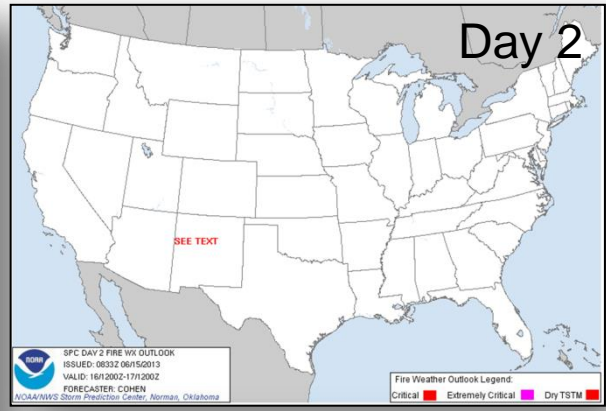 Day 2
SEE TEXT
NOAA
SPC DAY 2 FIRE WX OUTLOOK
ISSUED: 0833Z 06/15/2013
VALID: 16/1200Z-17/1200Z
FORECASTER: COHEN
NOAA/NWS Storm Prediction Center, Norman, Oklahoma
Fire Weather Outlook Legend:
Critical Extremely Critical Dry TSTM